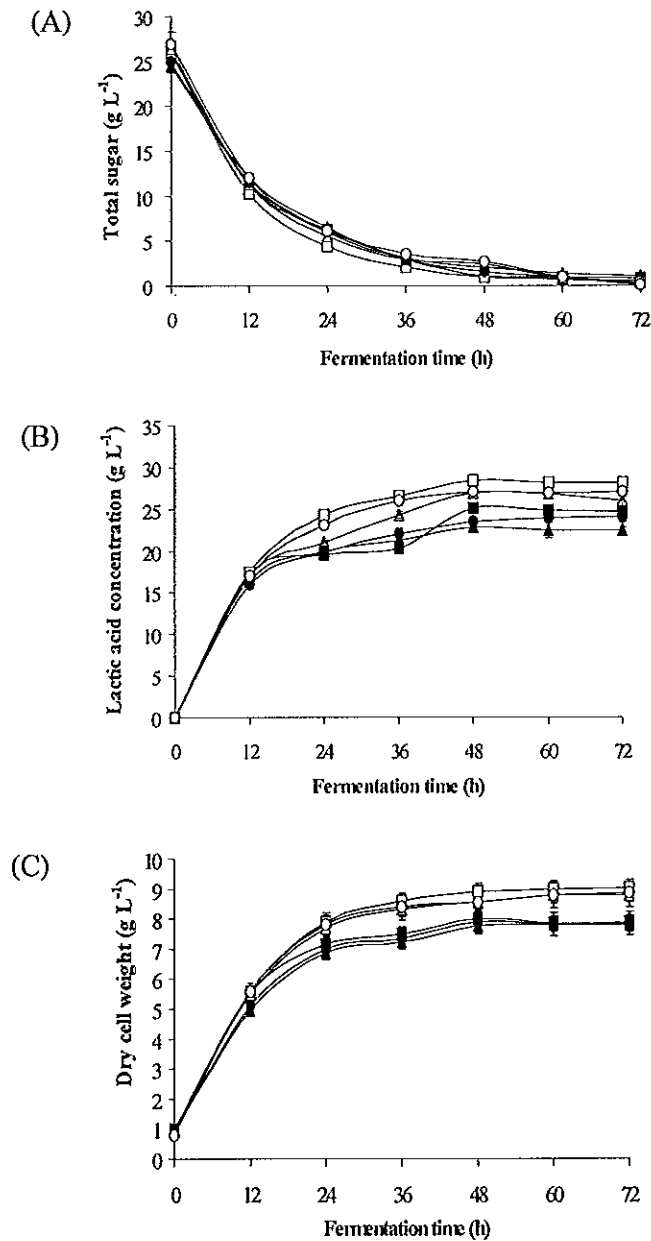 (A)
Total sugar (g L⁻¹)
30
25
20
15
10
5
0
0 12 24 36 48 60 72
Fermentation time (h)
(B)
Lactic acid concentration (g L⁻¹)
35
30
25
20
15
10
5
0
0 12 24 36 48 60 72
Fermentation time (h)
(C)
Dry cell weight (g L⁻¹)
10
9
8
7
6
5
4
3
2
1
0
0 12 24 36 48 60 72
Fermentation time (h)